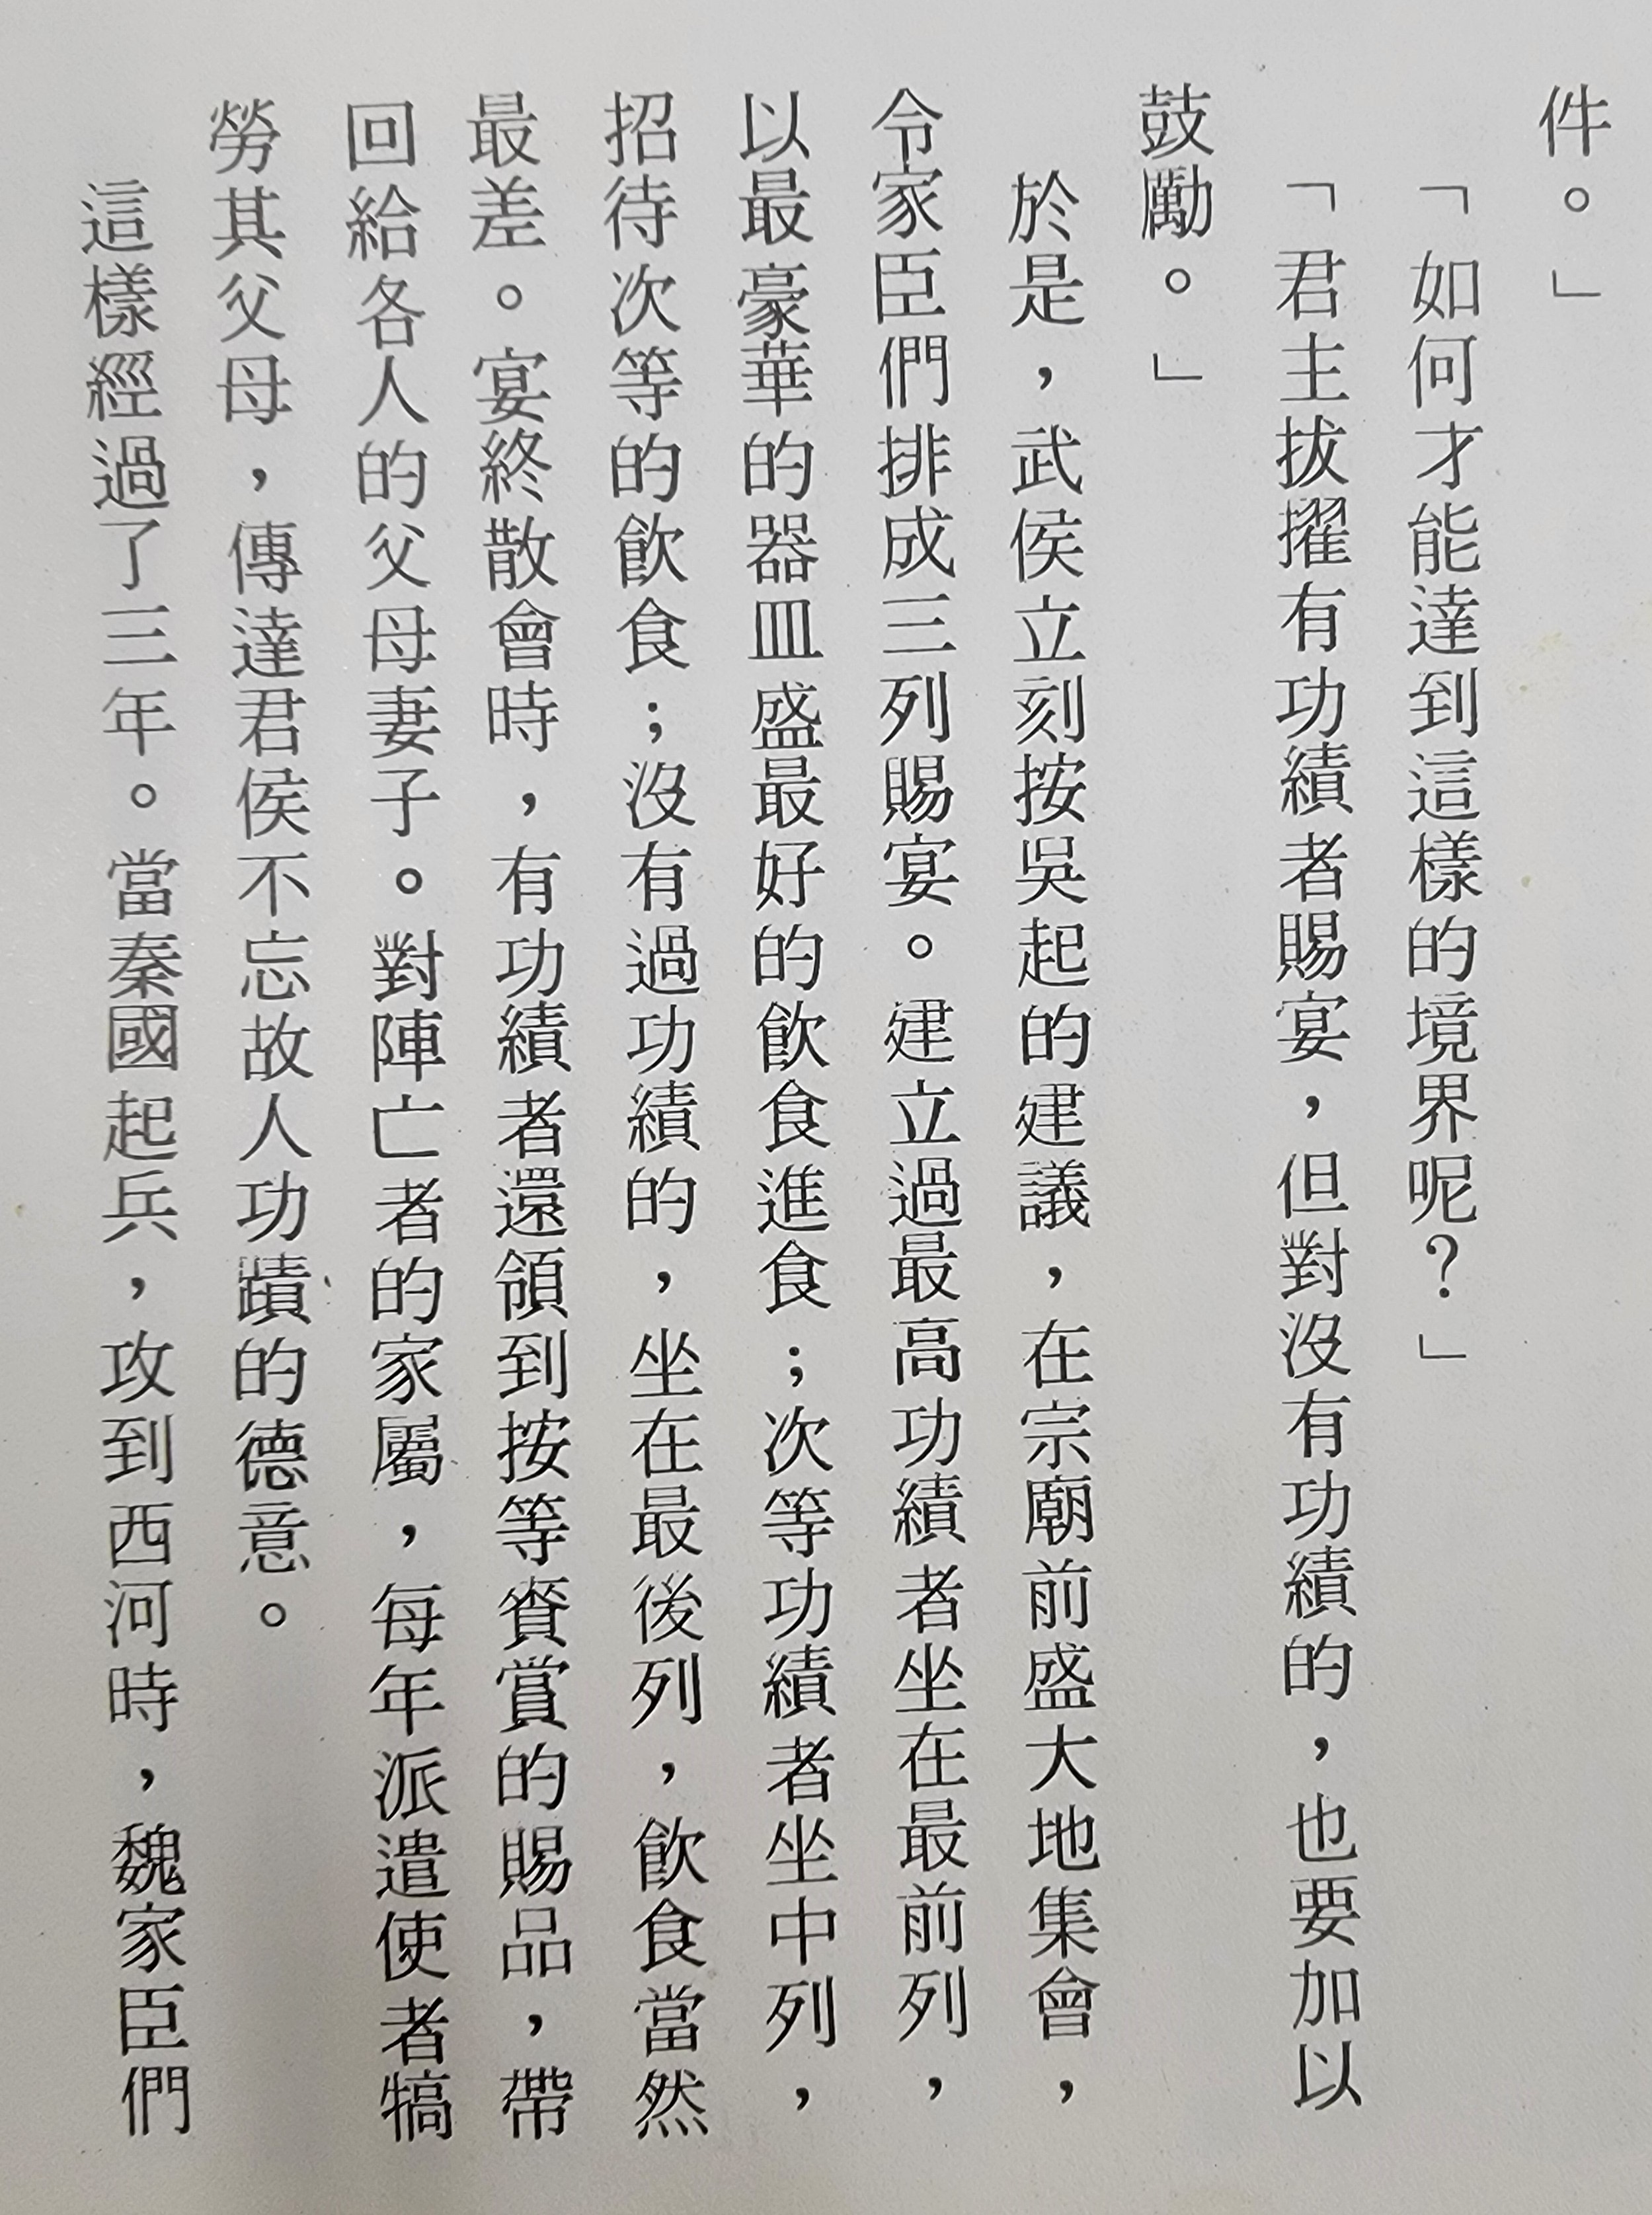 件。」
「如何才能達到這樣的境界呢？」
「君主拔擢有功績者賜宴，但對沒有功績的，也要加以
鼓勵。」
於是，武侯立刻按吳起的建議，在宗廟前盛大地集會，
令家臣們排成三列賜宴。建立過最高功績者坐在最前列，
以最豪華的器皿盛最好的飲食進食；次等功績者坐中列，
招待次等的飲食；沒有過功績的，坐在最後列，飲食當然
最差。宴終散會時，有功績者還領到按等賚賞的賜品，帶
回給各人的父母妻子。對陣亡者的家屬，每年派遣使者犒
勞其父母，傳達君侯不忘故人功蹟的德意。
這樣經過了三年。當秦國起兵，攻到西河時，魏家臣們